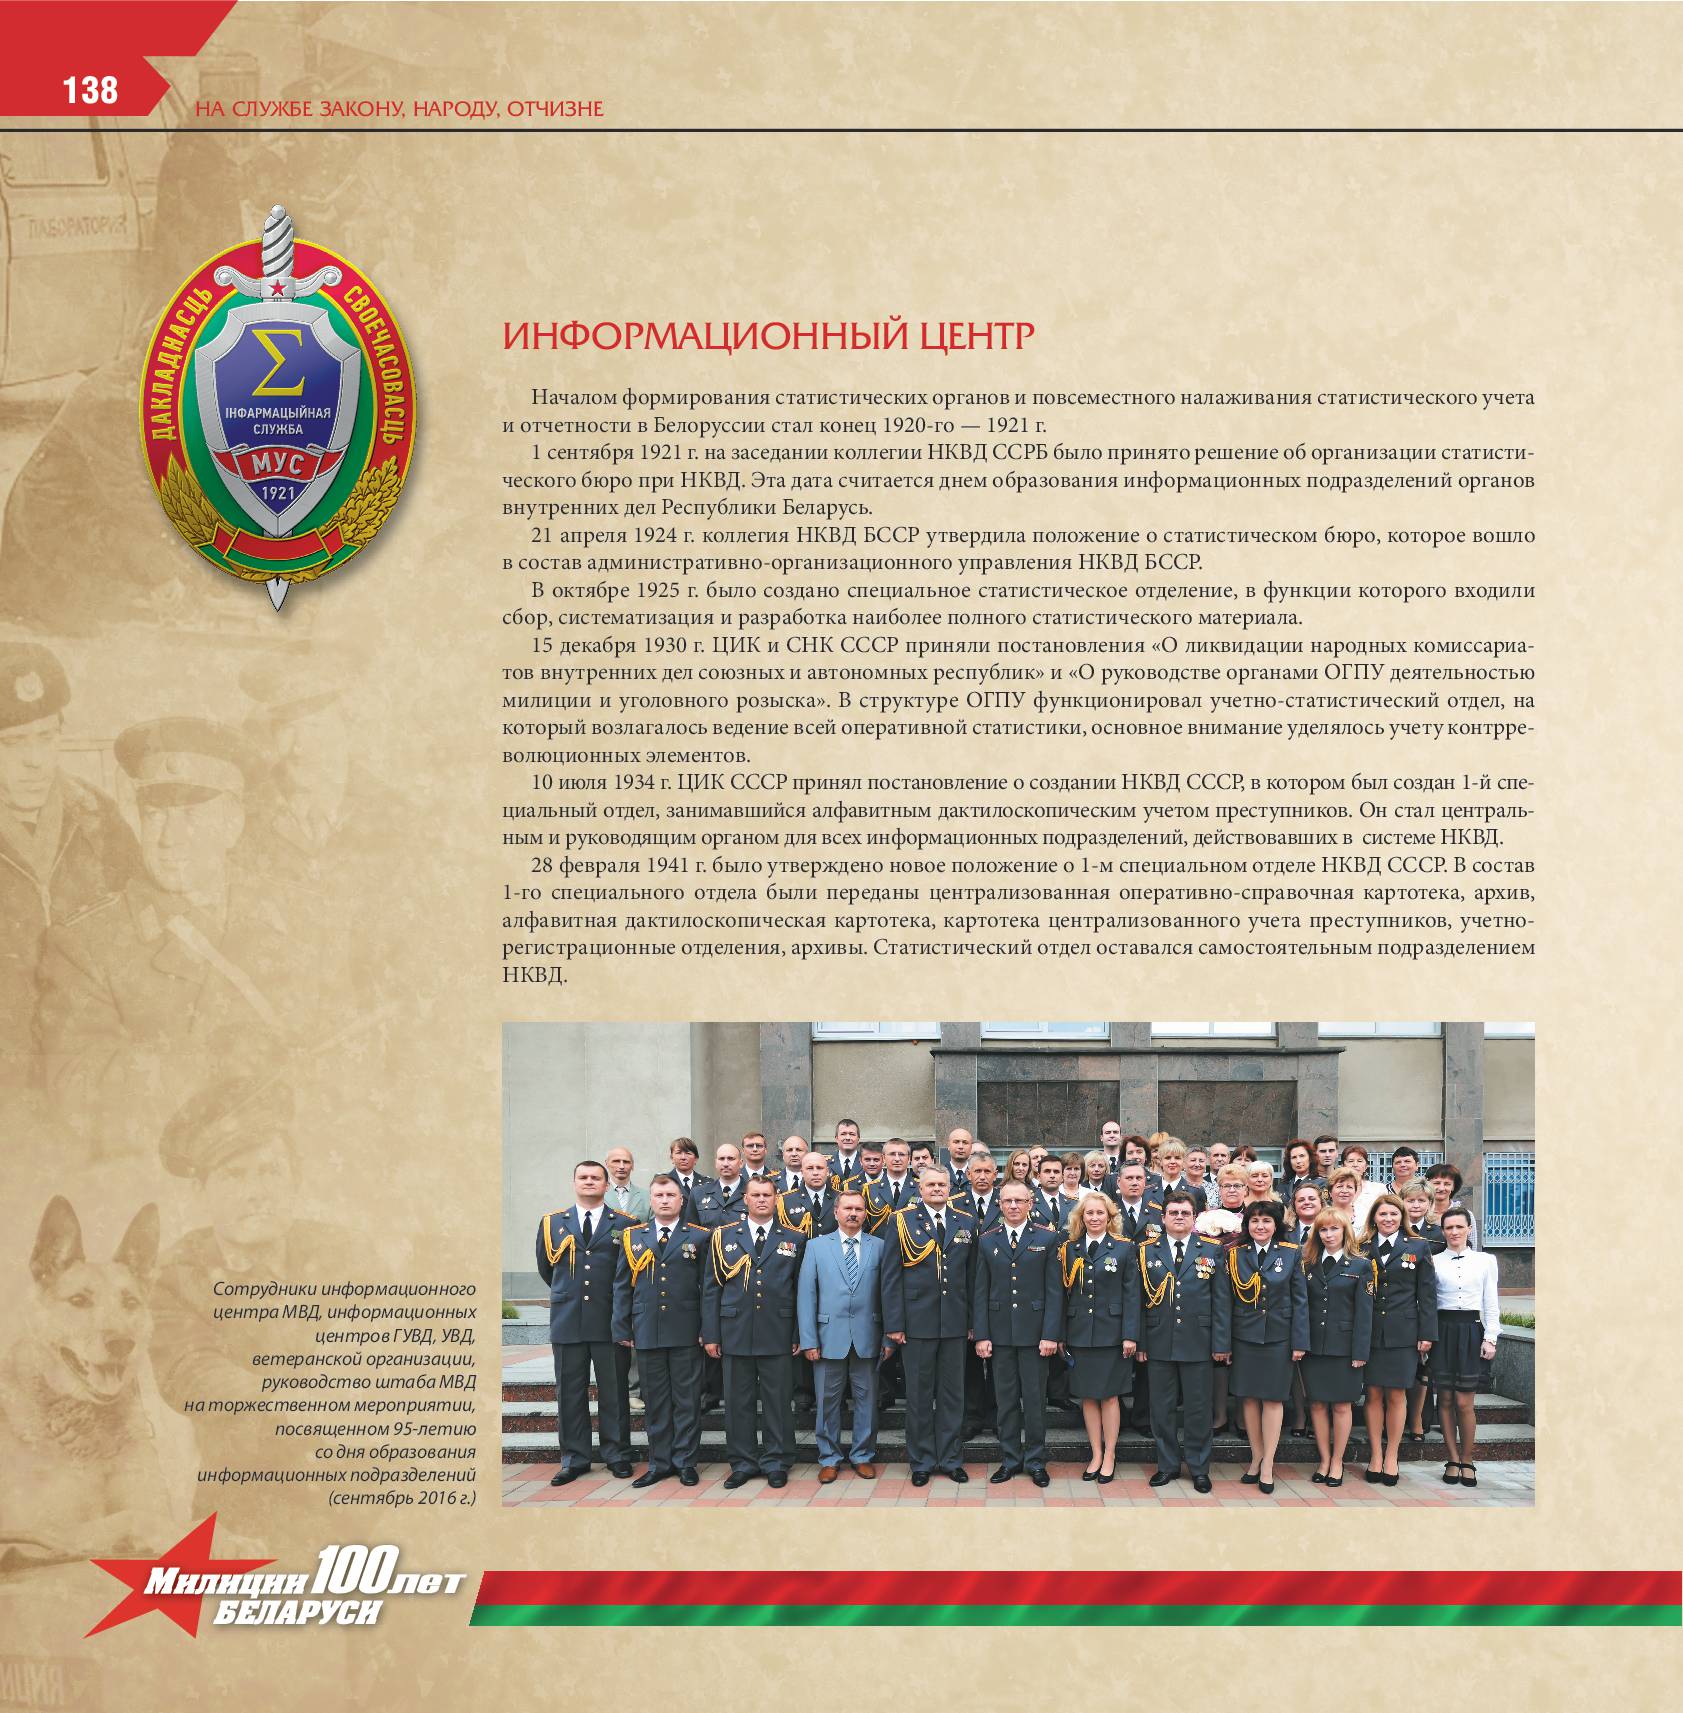 138
НА СЛУЖБЕ ЗАКОНУ, НАРОДУ, ОТЧИЗНЕ
ЛАБОРАТОРИЯ
ДАКЛАДНАСЦЬ
СВОЕЧАСОВАСЦЬ
Σ
ІНФАРМАЦЫЙНАЯ
СЛУЖБА
МУС
1921
ИНФОРМАЦИОННЫЙ ЦЕНТР
Началом формирования статистических органов и повсеместного налаживания статистического учета
и отчетности в Белоруссии стал конец 1920-го — 1921 г.
1 сентября 1921 г. на заседании коллегии НКВД ССРБ было принято решение об организации статисти-
ческого бюро при НКВД. Эта дата считается днем образования информационных подразделений органов
внутренних дел Республики Беларусь.
21 апреля 1924 г. коллегия НКВД БССР утвердила положение о статистическом бюро, которое вошло
в состав административно-организационного управления НКВД БССР.
В октябре 1925 г. было создано специальное статистическое отделение, в функции которого входили
сбор, систематизация и разработка наиболее полного статистического материала.
15 декабря 1930 г. ЦИК и СНК СССР приняли постановления «О ликвидации народных комиссариа-
тов внутренних дел союзных и автономных республик» и «О руководстве органами ОГПУ деятельностью
милиции и уголовного розыска». В структуре ОГПУ функционировал учетно-статистический отдел, на
который возлагалось ведение всей оперативной статистики, основное внимание уделялось учету контрре-
волюционных элементов.
10 июля 1934 г. ЦИК СССР принял постановление о создании НКВД СССР, в котором был создан 1-й спе-
циальный отдел, занимавшийся алфавитным дактилоскопическим учетом преступников. Он стал централь-
ным и руководящим органом для всех информационных подразделений, действовавших в системе НКВД.
28 февраля 1941 г. было утверждено новое положение о 1-м специальном отделе НКВД СССР. В состав
1-го специального отдела были переданы централизованная оперативно-справочная картотека, архив,
алфавитная дактилоскопическая картотека, картотека централизованного учета преступников, учетно-
регистрационные отделения, архивы. Статистический отдел оставался самостоятельным подразделением
НКВД.
Сотрудники информационного
центра МВД, информационных
центров ГУВД, УВД,
ветеранской организации,
руководство штаба МВД
на торжественном мероприятии,
посвященном 95-летию
со дня образования
информационных подразделений
(сентябрь 2016 г.)
Милиции 100 лет
БЕЛАРУСИ